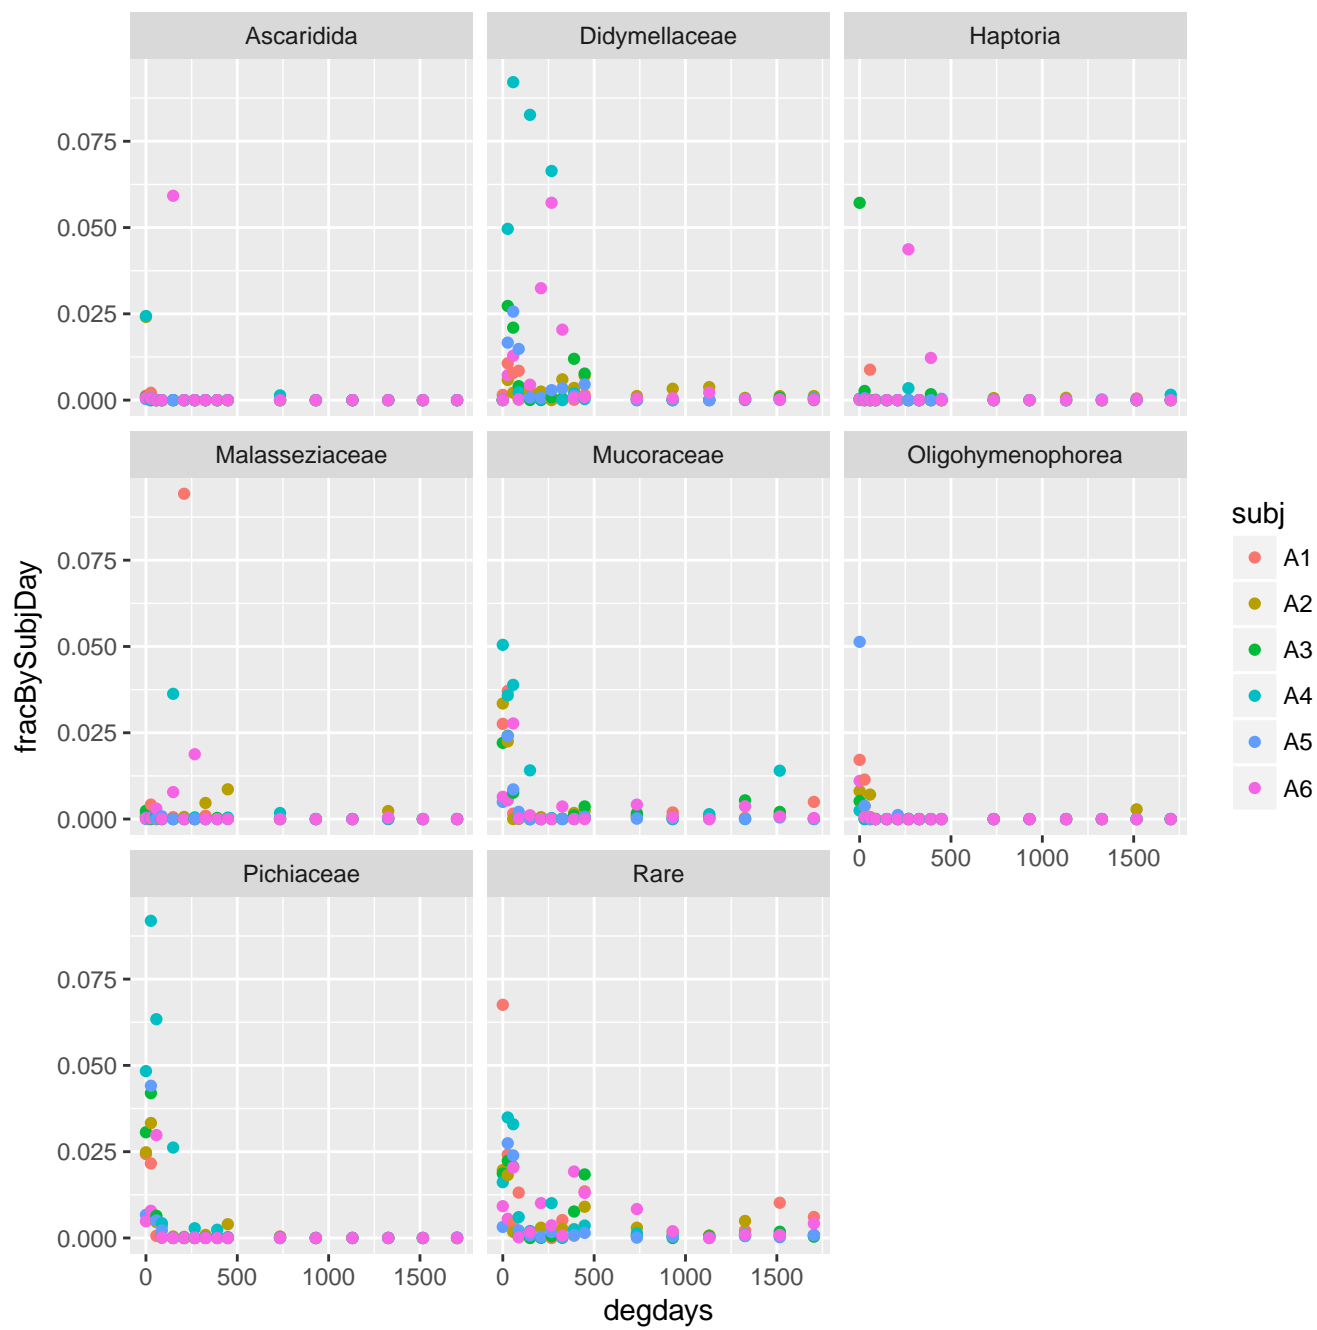 Ascaridida
Didymellaceae
Haptoria
0.075
0.050
0.025
0.000
Malasseziaceae
Mucoraceae
Oligohymenophorea
0.075
0.050
0.025
0.000
0 500 1000 1500
Pichiaceae
Rare
0.075
0.050
0.025
0.000
0 500 1000 1500
0 500 1000 1500
degdays
fracBySubjDay
subj
A1
A2
A3
A4
A5
A6